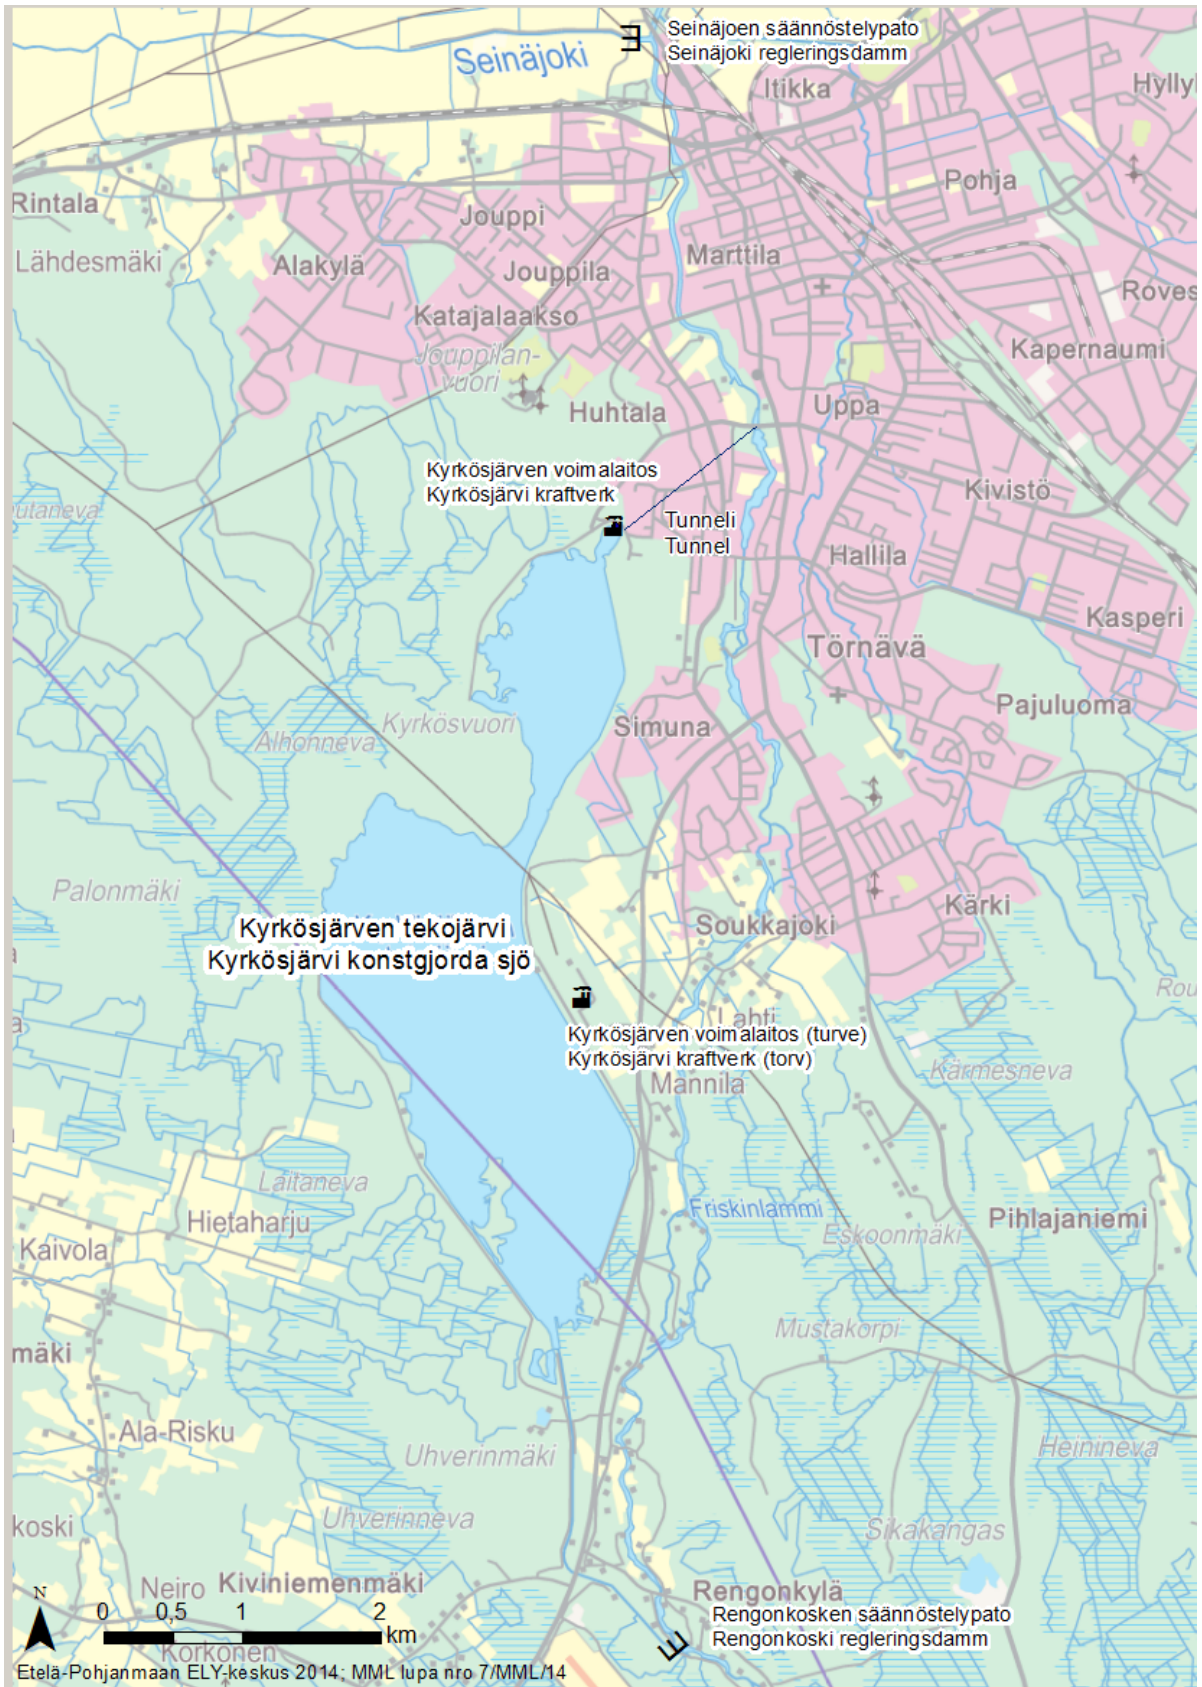 Seinäjoen säännöstelypato
Seinäjoki regleringsdamm
Seinäjoki
Itikka
Pohja
Rintala
Jouppi
Lähdesmäki
Alakylä
Jouppila
Marttila
Katajalaakso
Kapernaumi
Jouppilan-
vuori
Huhtala
Uppa
Kyrkösjärven voimalaitos
Kyrkösjärvi kraftverk
Kivistö
utaneva
Tunneli
Tunnel
Hallila
Kasperi
Törnävä
Pajuluoma
Kyrkösvuori
Simuna
Alhonneva
Palonmäki
Kärki
Soukkajoki
Kyrkösjärven tekojärvi
Kyrkösjärvi konstgjorda sjö
Lahti
Kyrkösjärven voimalaitos (turve)
Kyrkösjärvi kraftverk (torv)
Mannila
Kärmesneva
Laitaneva
Friskinlammi
Hietaharju
Pihlajaniemi
Eskoonmäki
Kaivola
Mustakorpi
mäki
Ala-Risku
Uhverinmäki
Heinineva
Uhverinneva
koski
Sikakangas
Neiro
Kiviniemenmäki
Rengonkylä
N
0 0,5 1 2
km
Rengonkosken säännöstelypato
Rengonkoski regleringsdamm
Korkonen
Etelä-Pohjanmaan ELY-keskus 2014; MML lupa nro 7/MML/14